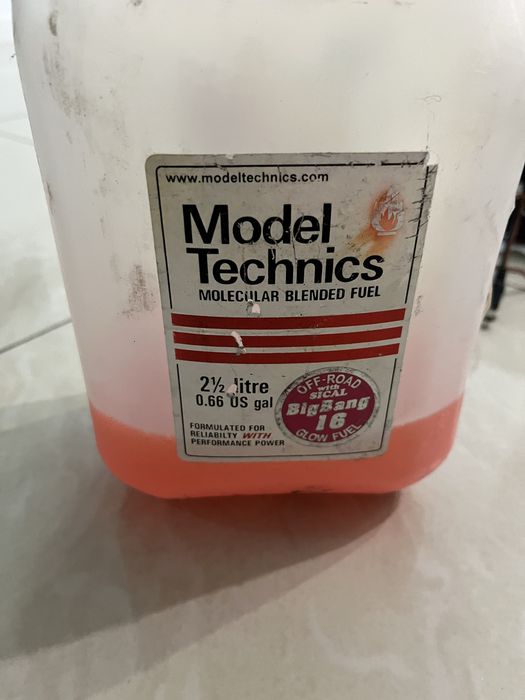 www.modeltechnics.com
Model
Technics
MOLECULAR BLENDED FUEL
2½ litre
0.66 US gal
FORMULATED FOR
RELIABILTY WITH
PERFORMANCE POWER
OFF-ROAD
with
SICAL
BigBang
16
GLOW FUEL